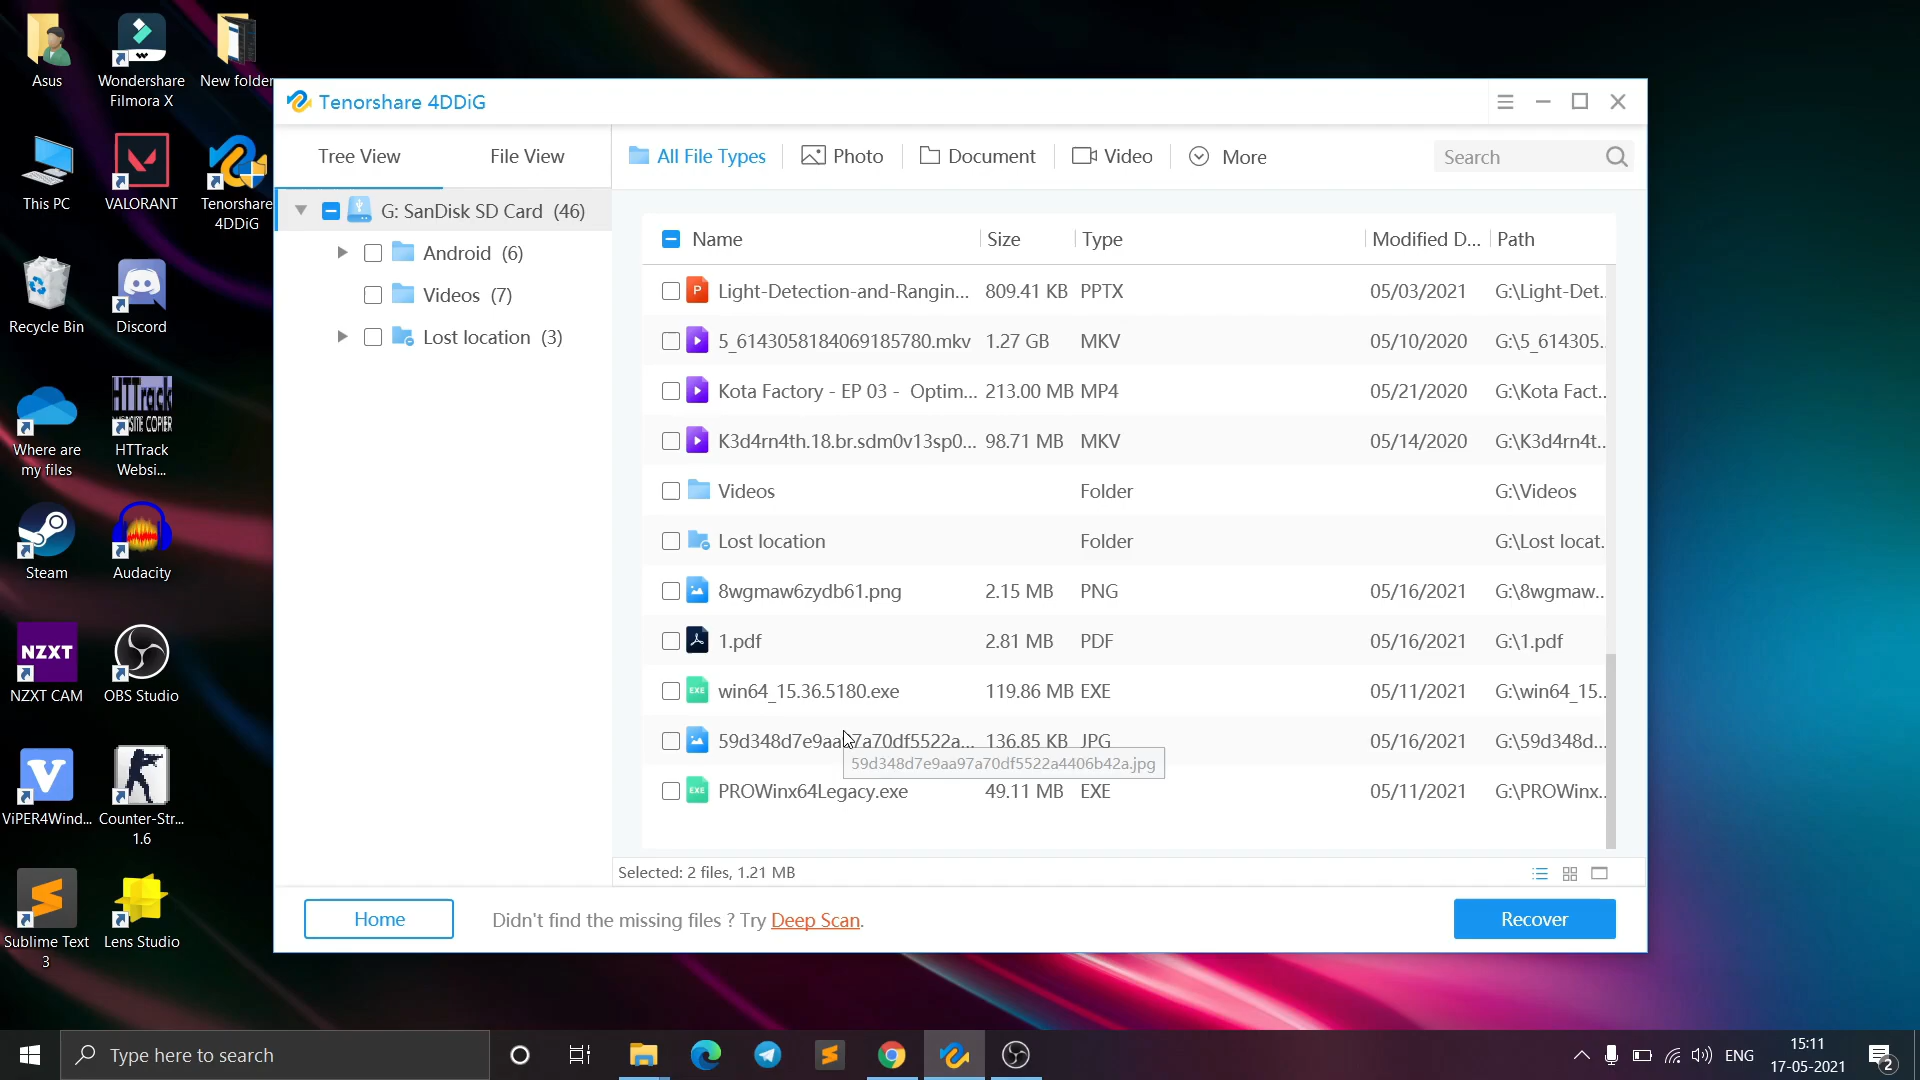 Asus
Wondershare
Filmora X
New folder
This PC
VALORANT
Tenorshare
4DDiG
Recycle Bin
Discord
Where are
my files
HTTrack
WEBSITE COPIER
HTTrack
Websi...
Steam
Audacity
NZXT
NZXT CAM
OBS Studio
ViPER4Wind...
Counter-Str...
1.6
Sublime Text
3
Lens Studio
Tenorshare 4DDiG
Tree View
File View
All File Types
Photo
Document
Video
More
Search
G: SanDisk SD Card (46)
Android (6)
Videos (7)
Lost location (3)
Name Size Type Modified D... Path
P Light-Detection-and-Rangin... 809.41 KB PPTX 05/03/2021 G:\Light-Det...
5_6143058184069185780.mkv 1.27 GB MKV 05/10/2020 G:\5_614305...
Kota Factory - EP 03 - Optim... 213.00 MB MP4 05/21/2020 G:\Kota Fact...
K3d4rn4th.18.br.sdm0v13sp0... 98.71 MB MKV 05/14/2020 G:\K3d4rn4t...
Videos Folder G:\Videos
Lost location Folder G:\Lost locat...
8wgmaw6zydb61.png 2.15 MB PNG 05/16/2021 G:\8wgmaw...
1.pdf 2.81 MB PDF 05/16/2021 G:\1.pdf
EXE win64_15.36.5180.exe 119.86 MB EXE 05/11/2021 G:\win64_15...
59d348d7e9aa97a70df5522a... 136.85 KB JPG 05/16/2021 G:\59d348d...
59d348d7e9aa97a70df5522a4406b42a.jpg
EXE PROWinx64Legacy.exe 49.11 MB EXE 05/11/2021 G:\PROWinx...
Selected: 2 files, 1.21 MB
Home
Didn't find the missing files ? Try Deep Scan.
Recover
Type here to search
ENG
15:11
17-05-2021
2